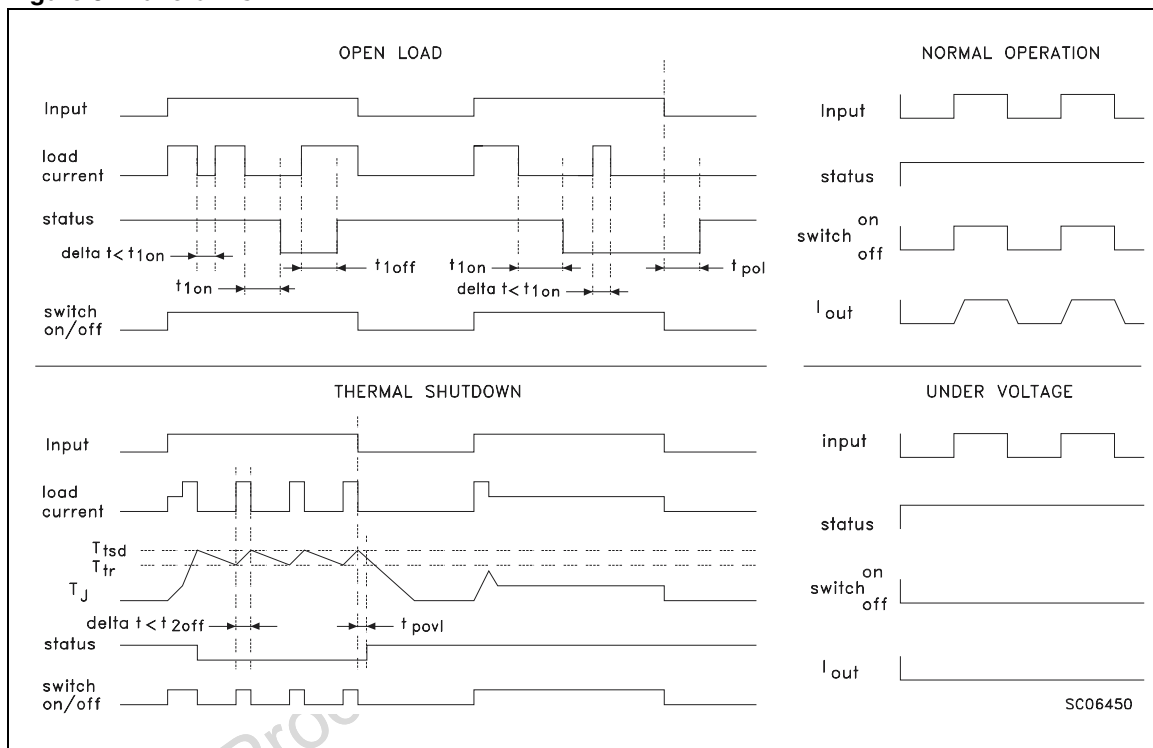 OPEN LOAD
Input
load
current
status
delta t< t1on
t1on
t1off
t1on
delta t< t1on
t pol
switch
on/off
NORMAL OPERATION
Input
status
switch on
off
I out
THERMAL SHUTDOWN
Input
load
current
Ttsd
Ttr
TJ
delta t< t2off
t povl
status
switch
on/off
UNDER VOLTAGE
input
status
switch on
off
I out
SC06450